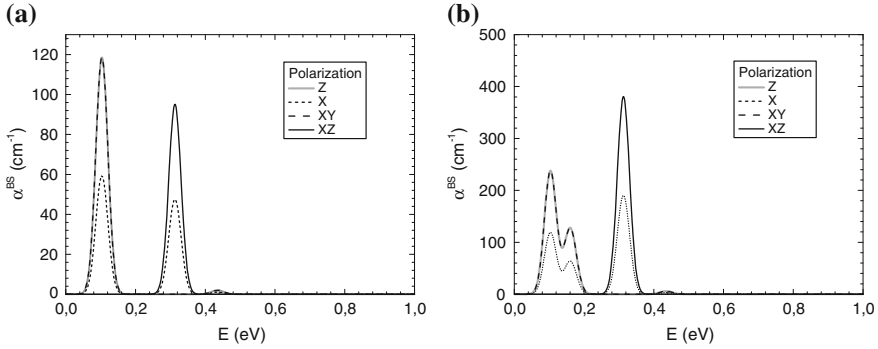 (a)
120
100
80
60
40
20
0
α^BS (cm⁻¹)
0,0 0,2 0,4 0,6 0,8 1,0
E (eV)
Polarization
Z
X
XY
XZ
(b)
500
400
300
200
100
0
α^BS (cm⁻¹)
0,0 0,2 0,4 0,6 0,8 1,0
E (eV)
Polarization
Z
X
XY
XZ